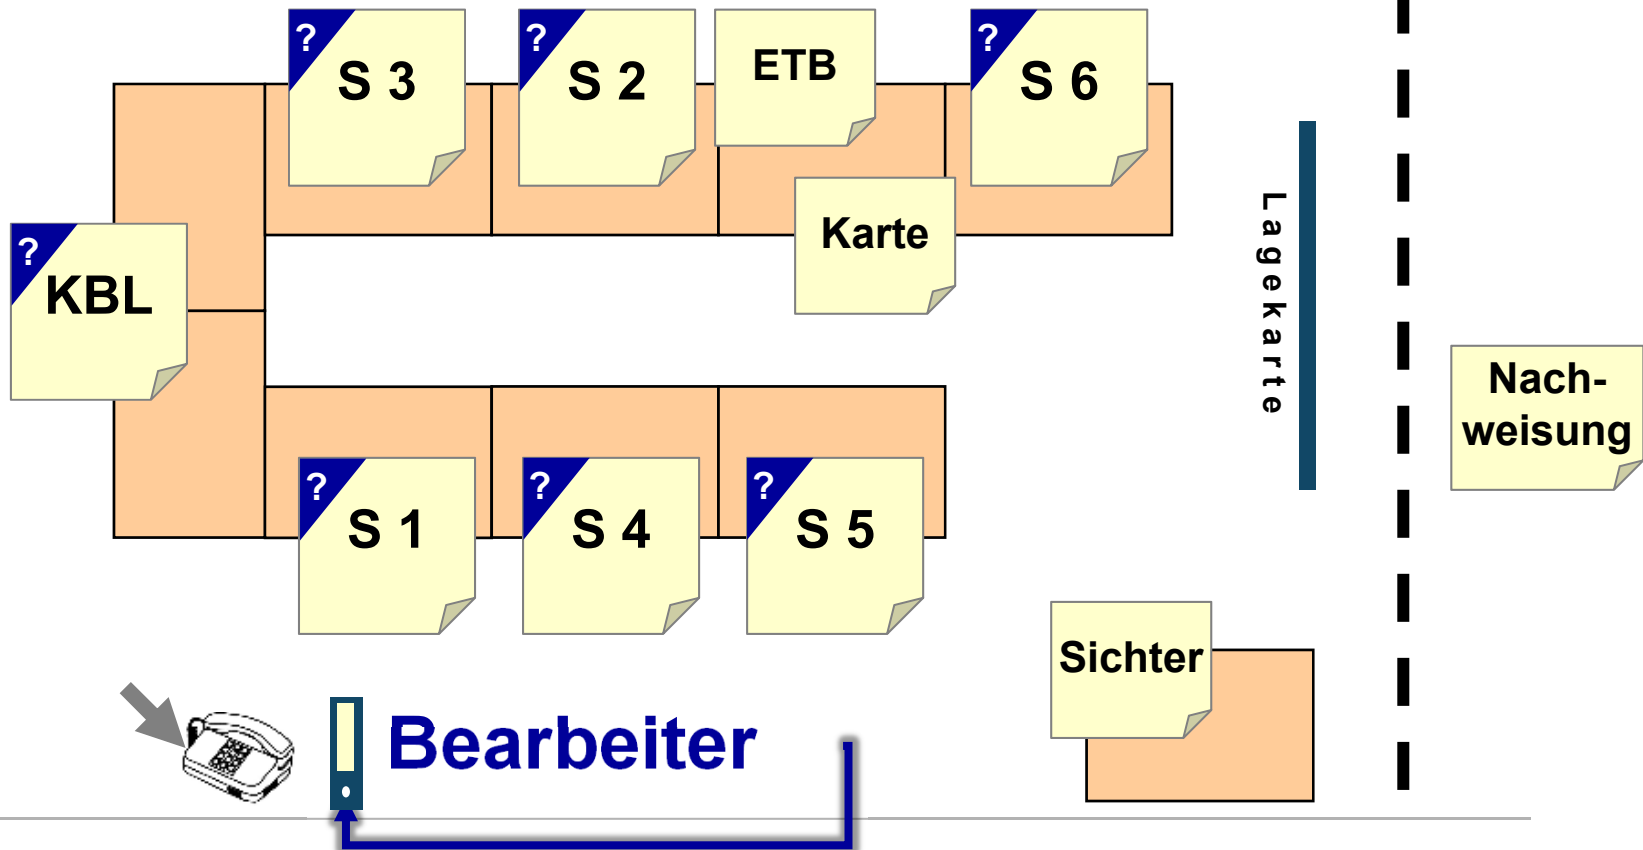 ?
S 3
?
S 2
ETB
?
S 6
Karte
?
KBL
Lagekarte
Nach-
weisung
?
S 1
?
S 4
?
S 5
Sichter
Bearbeiter